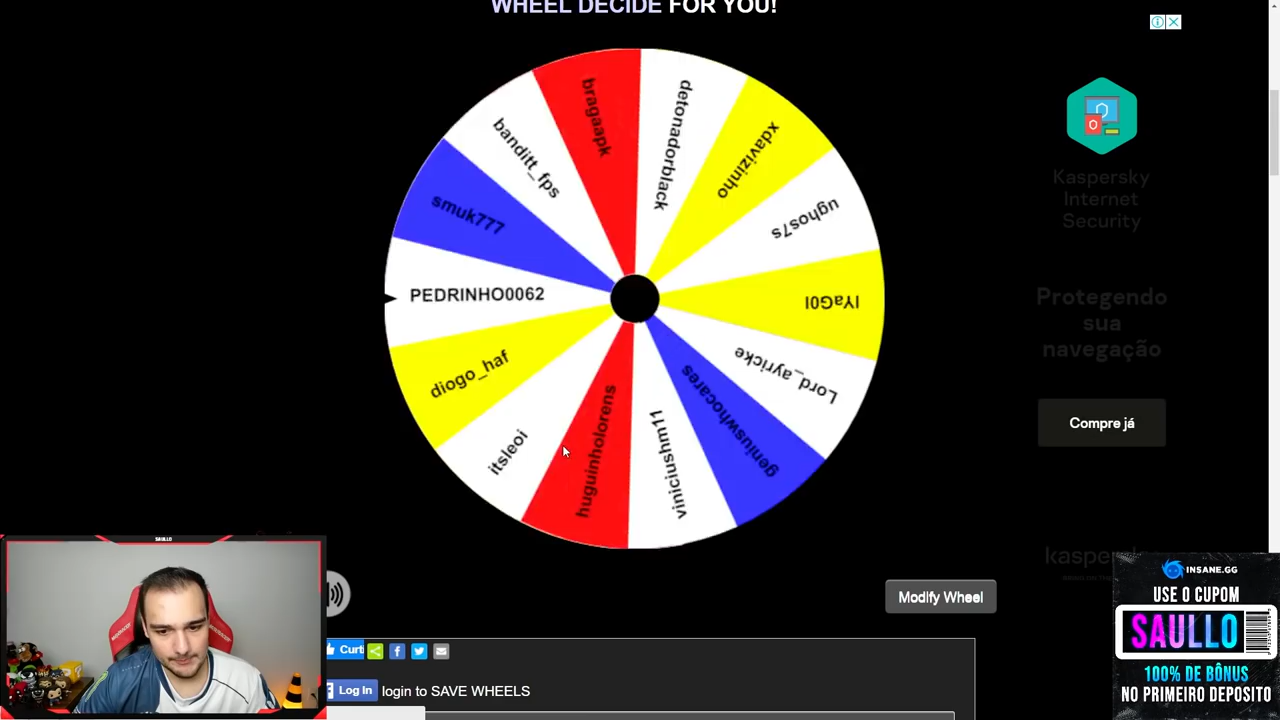 WHEEL DECIDE FOR YOU!
bragaapk
detonadorblack
xdavizinho
ughos7s
IYaG0I
Lord_ayricke
geniuswhocares
viniciushm11
huguinholorens
itsleoi
diogo_haf
PEDRINHO0062
smuk777
banditt_fps
Kaspersky
Internet
Security
Protegendo
sua
navegação
Compre já
Modify Wheel
Curti
Log In login to SAVE WHEELS
SAULLO
INSANE.GG
USE O CUPOM
SAULLO
100% DE BÔNUS
NO PRIMEIRO DEPOSITO